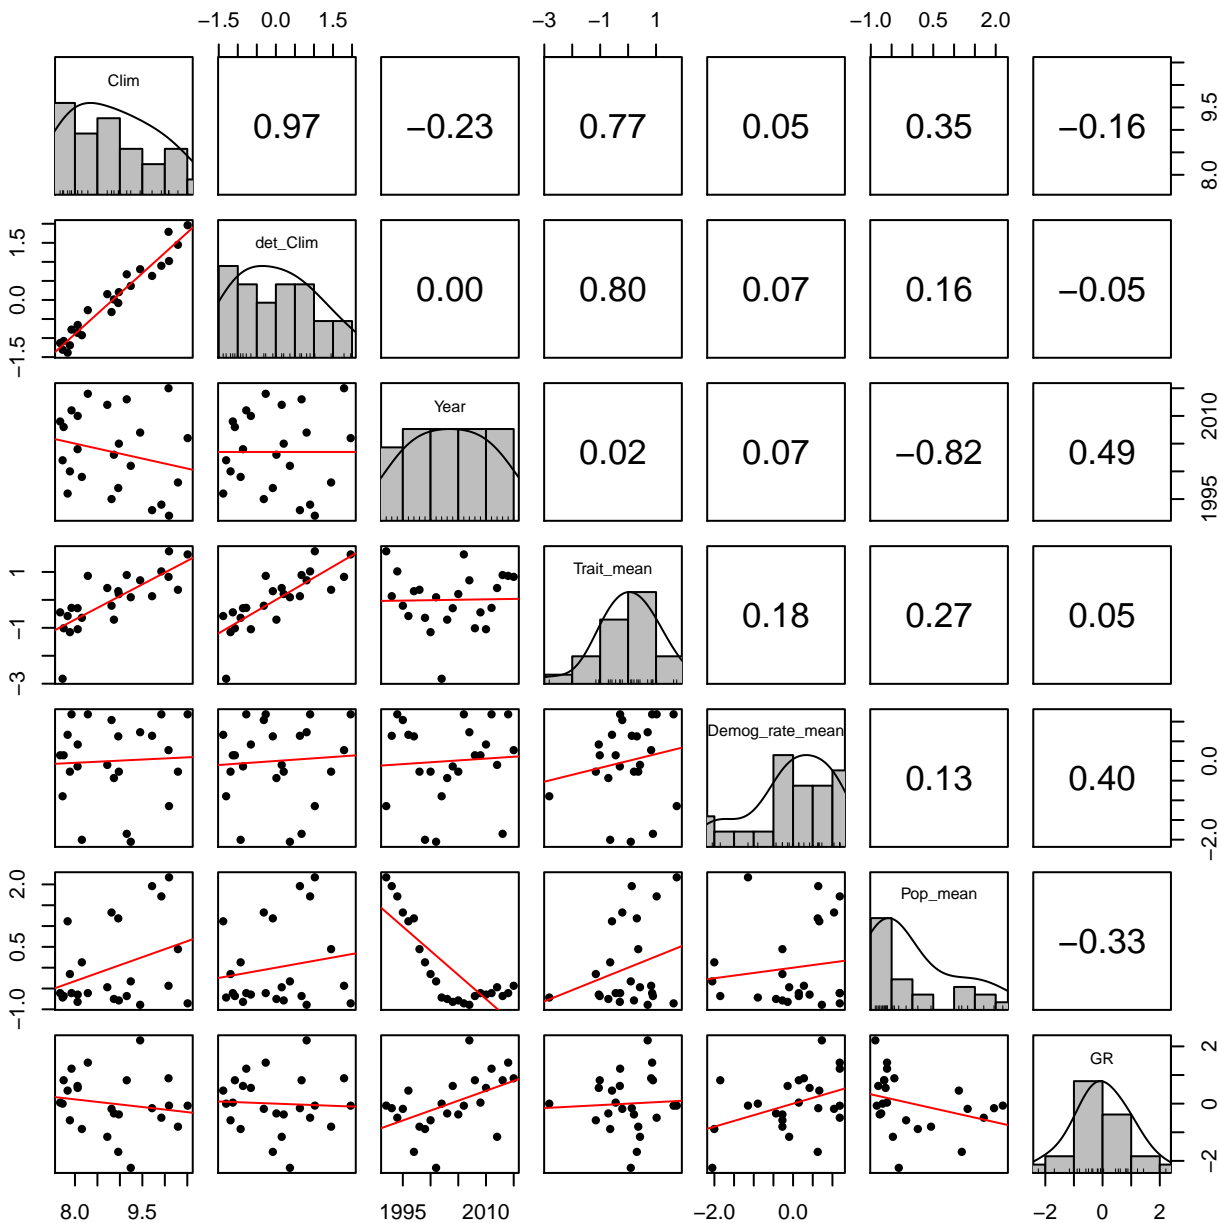 −1.5 0.0 1.5 −3 −1 1 −1.0 0.5 2.0
Clim 0.97 −0.23 0.77 0.05 0.35 −0.16 8.0 9.5
−1.5 0.0 1.5 det_Clim 0.00 0.80 0.07 0.16 −0.05
Year 0.02 0.07 −0.82 0.49 1995 2010
−3 −1 1 Trait_mean 0.18 0.27 0.05
Demog_rate_mean 0.13 0.40 −2.0 0.0
−1.0 0.5 2.0 Pop_mean −0.33
GR −2 0 2
8.0 9.5 1995 2010 −2.0 0.0 −2 0 2